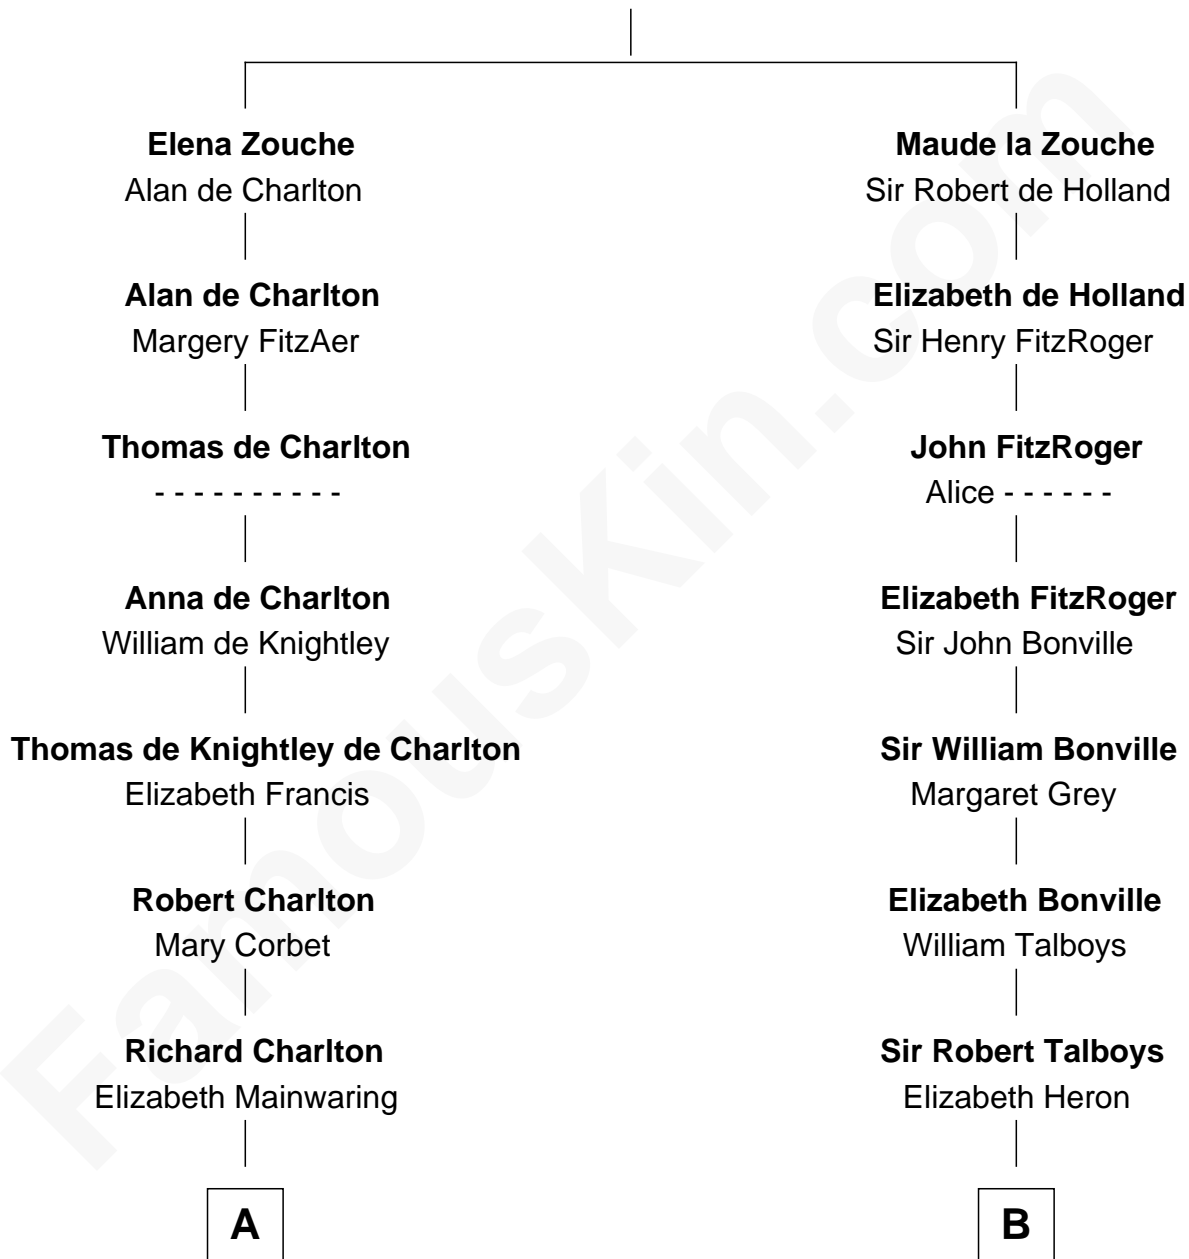 Elena Zouche
Alan de Charlton
Alan de Charlton
Margery FitzAer
Thomas de Charlton
- - - - - - - - - -
Anna de Charlton
William de Knightley
Thomas de Knightley de Charlton
Elizabeth Francis
Robert Charlton
Mary Corbet
Richard Charlton
Elizabeth Mainwaring
A
Maude la Zouche
Sir Robert de Holland
Elizabeth de Holland
Sir Henry FitzRoger
John FitzRoger
Alice - - - - - -
Elizabeth FitzRoger
Sir John Bonville
Sir William Bonville
Margaret Grey
Elizabeth Bonville
William Talboys
Sir Robert Talboys
Elizabeth Heron
B
FamousKin.com